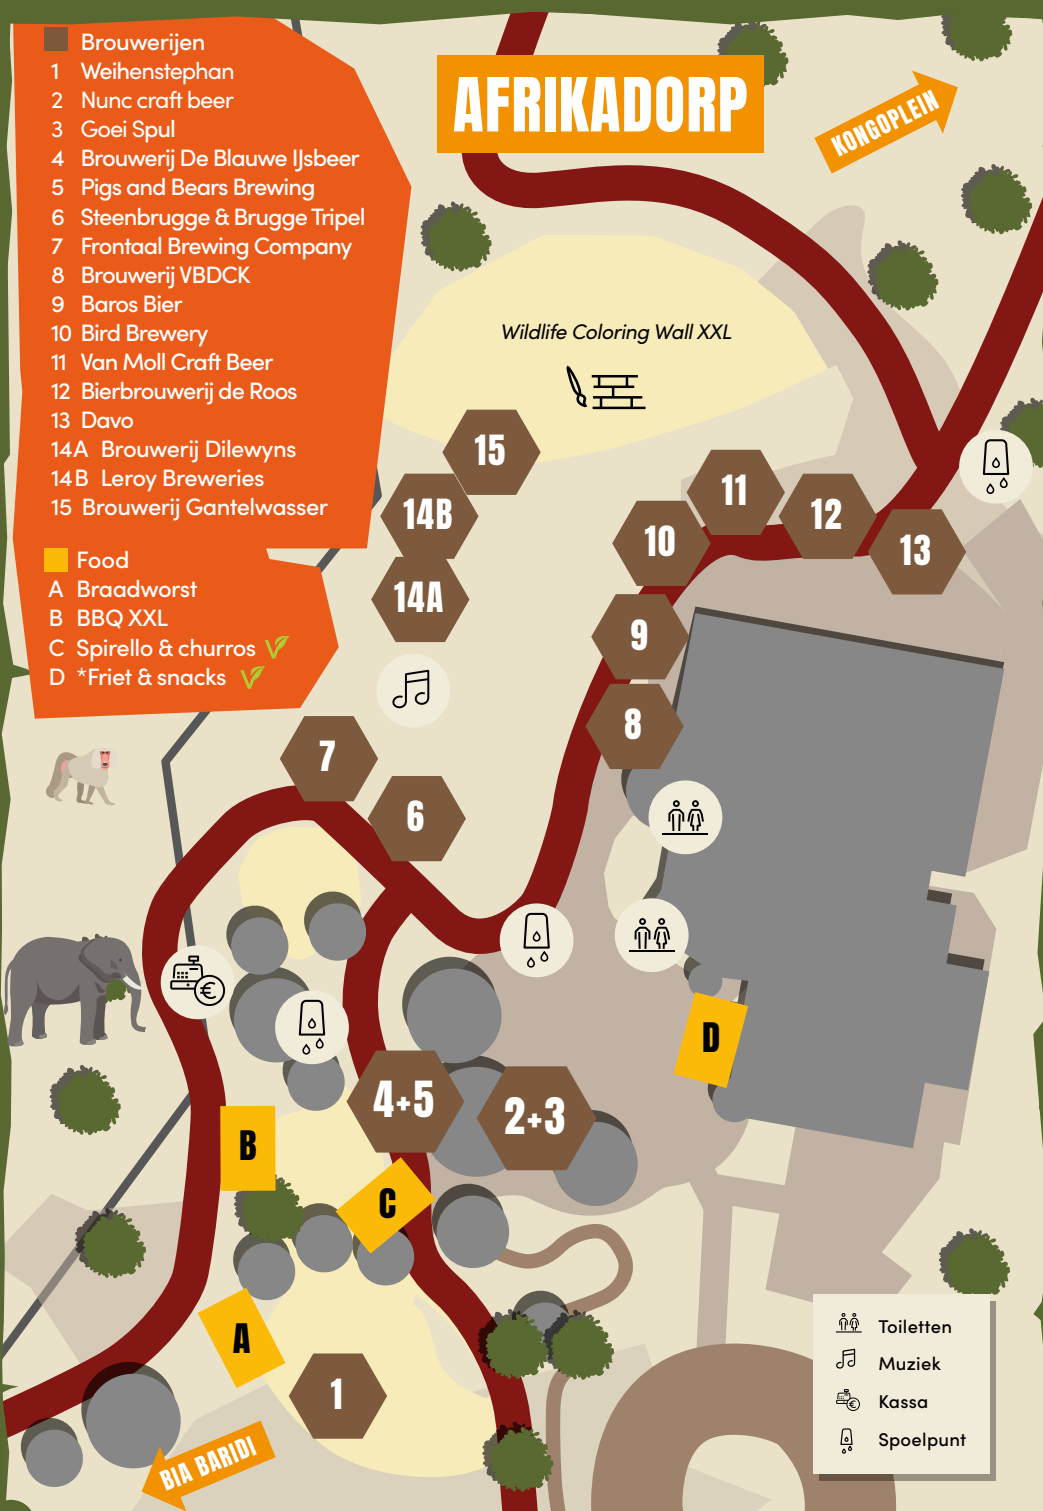 Brouwerijen
1 Weihenstephan
2 Nunc craft beer
3 Goei Spul
4 Brouwerij De Blauwe IJsbeer
5 Pigs and Bears Brewing
6 Steenbrugge & Brugge Tripel
7 Frontaal Brewing Company
8 Brouwerij VBDCK
9 Baros Bier
10 Bird Brewery
11 Van Moll Craft Beer
12 Bierbrouwerij de Roos
13 Davo
14A Brouwerij Dilewyns
14B Leroy Breweries
15 Brouwerij Gantelwasser
Food
A Braadworst
B BBQ XXL
C Spirello & churros
D *Friet & snacks
AFRIKADORP
KONGOPLEIN
Wildlife Coloring Wall XXL
15
14B
14A
11
12
10
13
9
8
7
6
€
D
4+5
2+3
B
C
A
1
BIA BARIDI
Toiletten
Muziek
€ Kassa
Spoelpunt